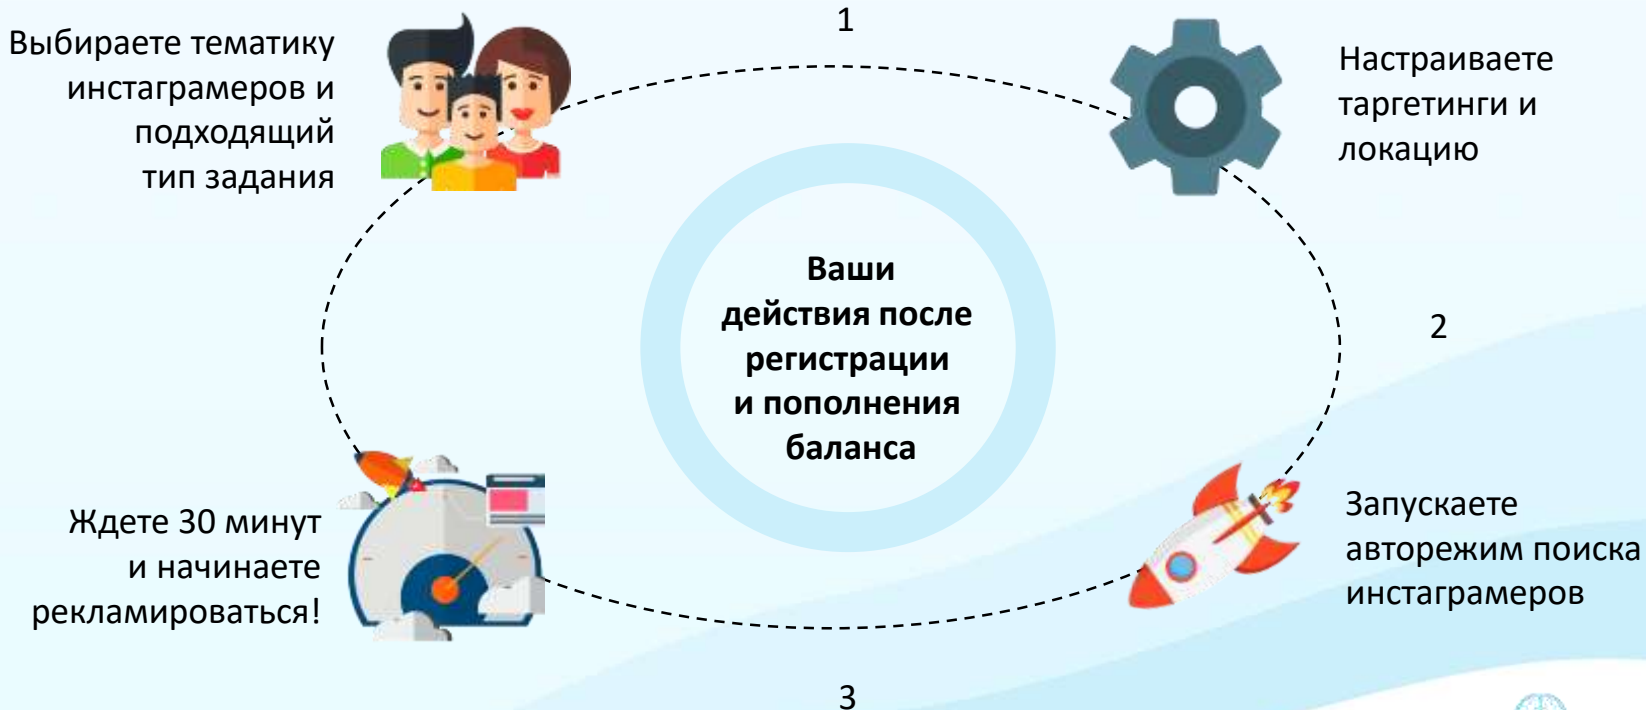 1
Выбираете тематику
инстаграмеров и
подходящий
тип задания
Настраиваете
таргетинги и
локацию
Ваши
действия после
регистрации
и пополнения
баланса
2
Ждете 30 минут
и начинаете
рекламироваться!
Запускаете
авторежим поиска
инстаграмеров
3